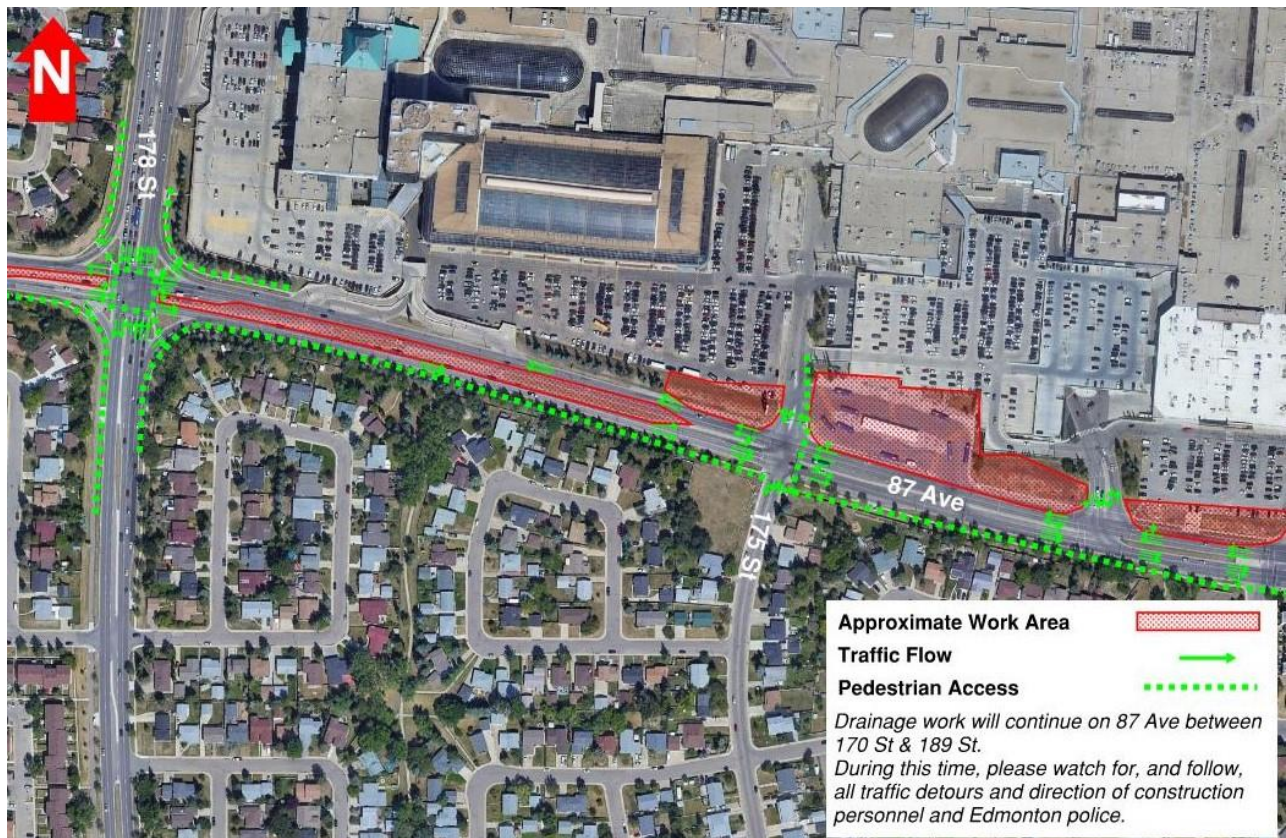 N
178 St
87 Ave
175 St
Approximate Work Area
Traffic Flow
Pedestrian Access
Drainage work will continue on 87 Ave between
170 St & 189 St.
During this time, please watch for, and follow,
all traffic detours and direction of construction
personnel and Edmonton police.